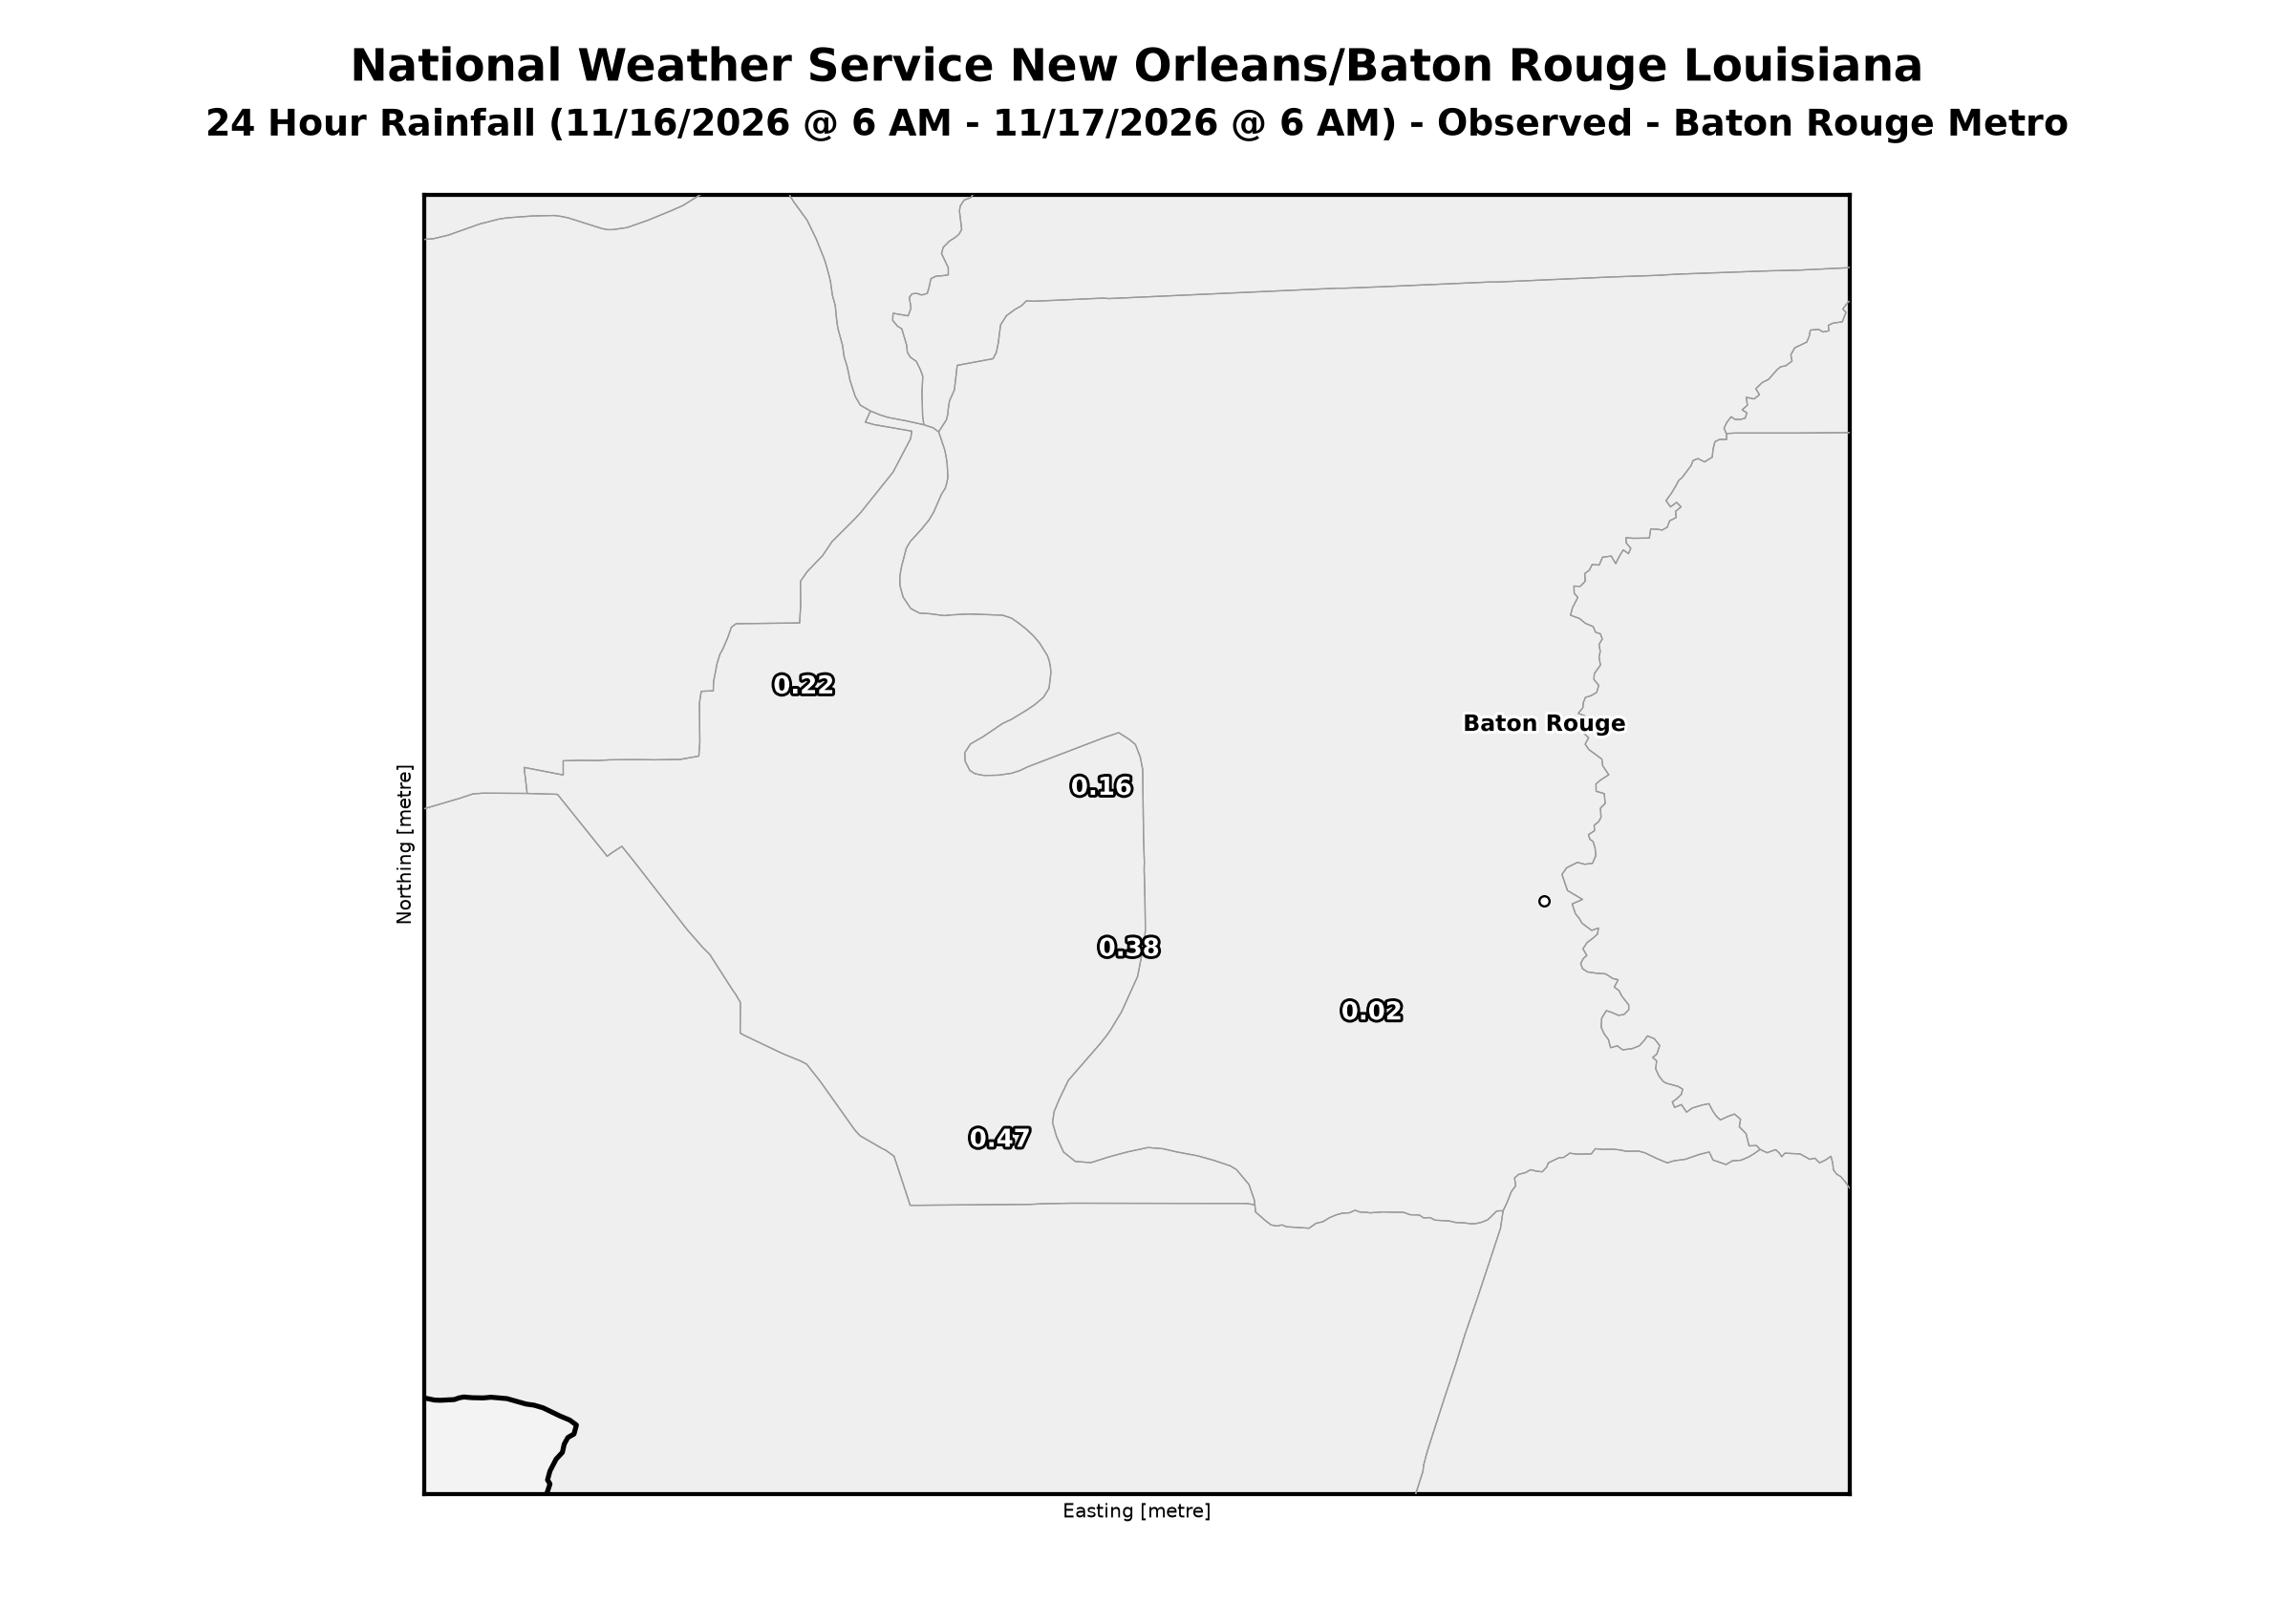 National Weather Service New Orleans/Baton Rouge Louisiana
24 Hour Rainfall (11/16/2026 @ 6 AM - 11/17/2026 @ 6 AM) - Observed - Baton Rouge Metro
0.22
Baton Rouge
0.16
Northing [metre]
0.38
0.02
0.47
Easting [metre]